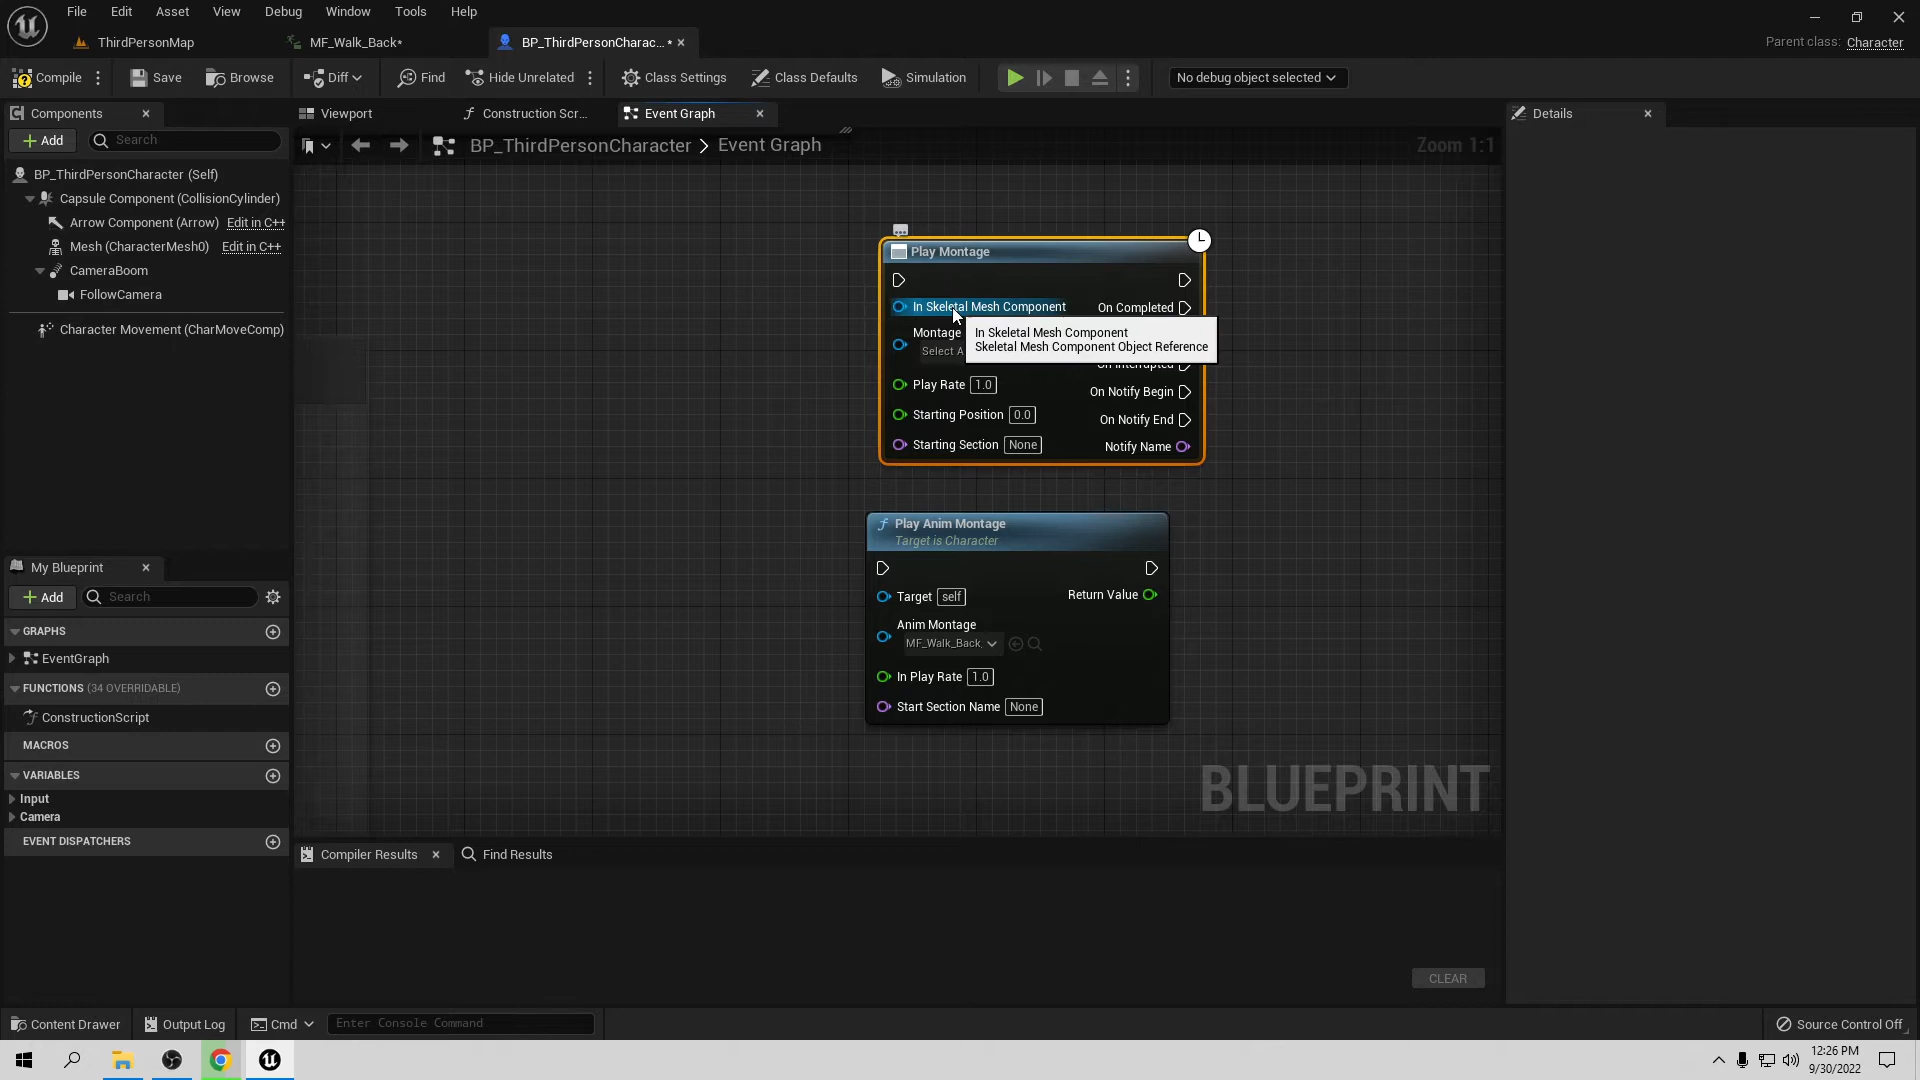 File Edit Asset View Debug Window Tools Help
ThirdPersonMap MF_Walk_Back* BP_ThirdPersonCharac... *
Parent class: Character
Compile Save Browse Diff Find Hide Unrelated Class Settings Class Defaults Simulation No debug object selected
Components Viewport Construction Scr... Event Graph Details
Add Search
BP_ThirdPersonCharacter > Event Graph
Zoom 1:1
BP_ThirdPersonCharacter (Self)
Capsule Component (CollisionCylinder)
Arrow Component (Arrow) Edit in C++
Mesh (CharacterMesh0) Edit in C++
CameraBoom
FollowCamera
Character Movement (CharMoveComp)
Play Montage
In Skeletal Mesh Component On Completed
Montage
Select A
In Skeletal Mesh Component
Skeletal Mesh Component Object Reference
On Interrupted
Play Rate 1.0 On Notify Begin
Starting Position 0.0 On Notify End
Starting Section None Notify Name
Play Anim Montage
Target is Character
Target self Return Value
Anim Montage
MF_Walk_Back_
In Play Rate 1.0
Start Section Name None
BLUEPRINT
My Blueprint
Add Search
GRAPHS
EventGraph
FUNCTIONS (34 OVERRIDABLE)
ConstructionScript
MACROS
VARIABLES
Input
Camera
EVENT DISPATCHERS
Compiler Results Find Results
CLEAR
Content Drawer Output Log Cmd Enter Console Command Source Control Off
12:26 PM
9/30/2022